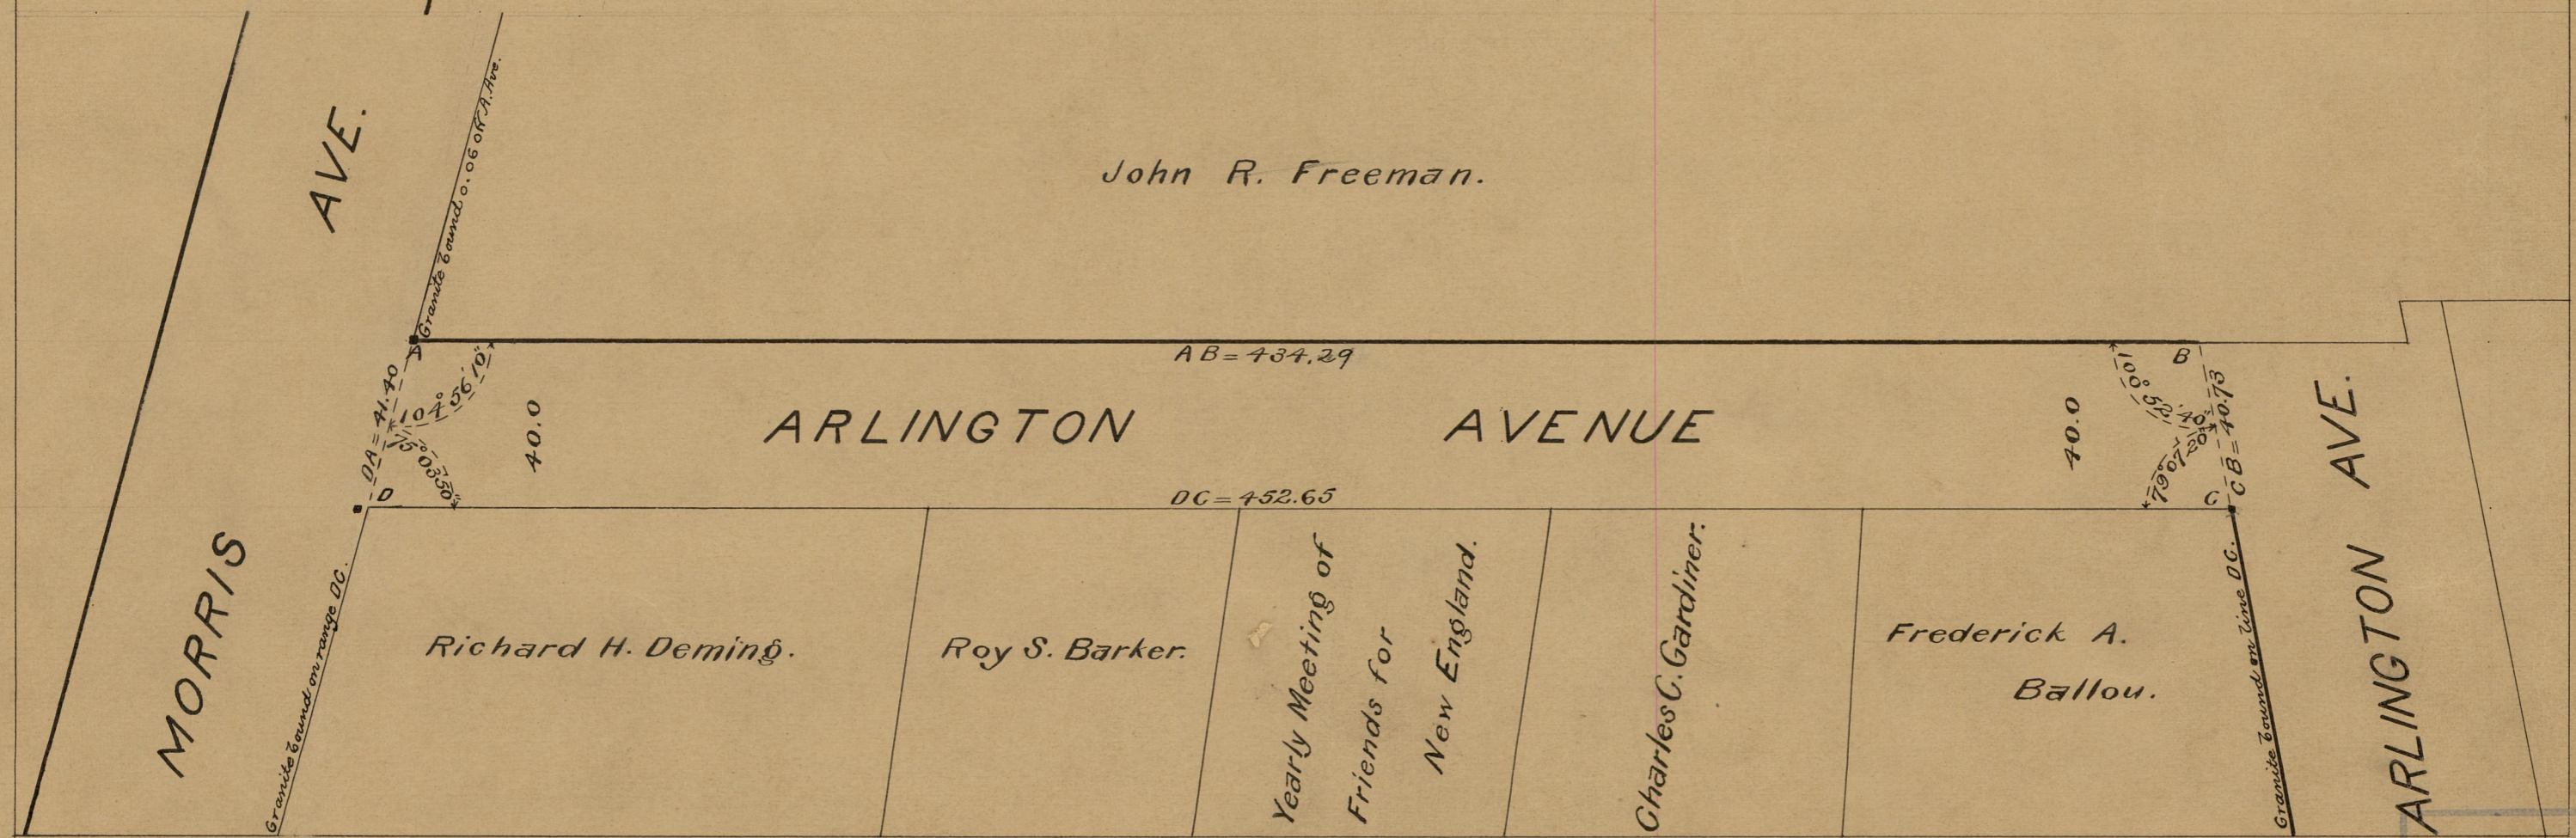 MORRIS AVE.
Granite bound 0.06 off A. Ave.
John R. Freeman.
A
AB = 434.29
B
DA = 41.40
104° 56' 10"
75° 03' 50"
40.0
ARLINGTON AVENUE
40.0
100° 52' 40"
79° 07' 20"
CB = 40.73
D
DC = 452.65
C
Granite bound on range DC.
Richard H. Deming.
Roy S. Barker.
Yearly Meeting of
Friends for
New England.
Charles C. Gardiner.
Frederick A.
Ballou.
Granite bound on line DC.
ARLINGTON AVE.